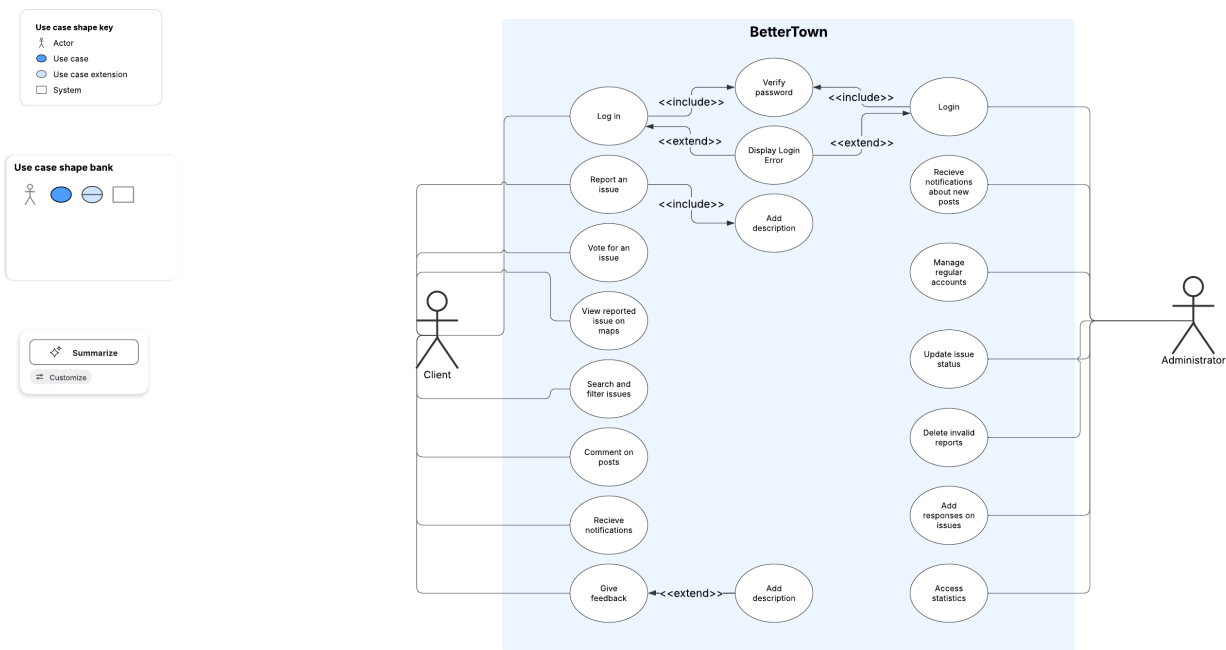 Use case shape key
Actor
Use case
Use case extension
System
Use case shape bank
Summarize
Customize
BetterTown
Log in
<<include>>
Verify
password
<<include>>
Login
<<extend>>
Display Login
Error
<<extend>>
Report an
issue
<<include>>
Add
description
Recieve
notifications
about new
posts
Vote for an
issue
Manage
regular
accounts
View reported
issue on
maps
Client
Administrator
Update issue
status
Search and
filter issues
Delete invalid
reports
Comment on
posts
Add
responses on
issues
Recieve
notifications
Give
feedback
<<extend>>
Add
description
Access
statistics